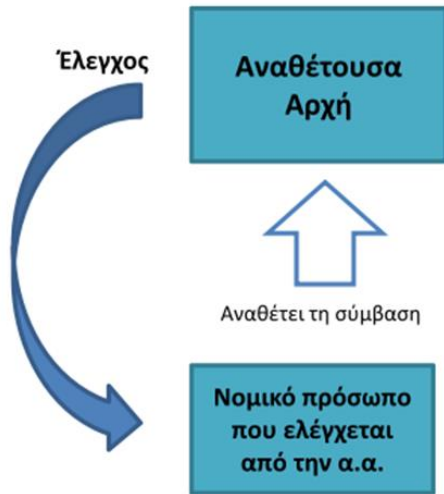 Έλεγχος
Αναθέτουσα
Αρχή
Αναθέτει τη σύμβαση
Νομικό πρόσωπο
που ελέγχεται
από την α.α.